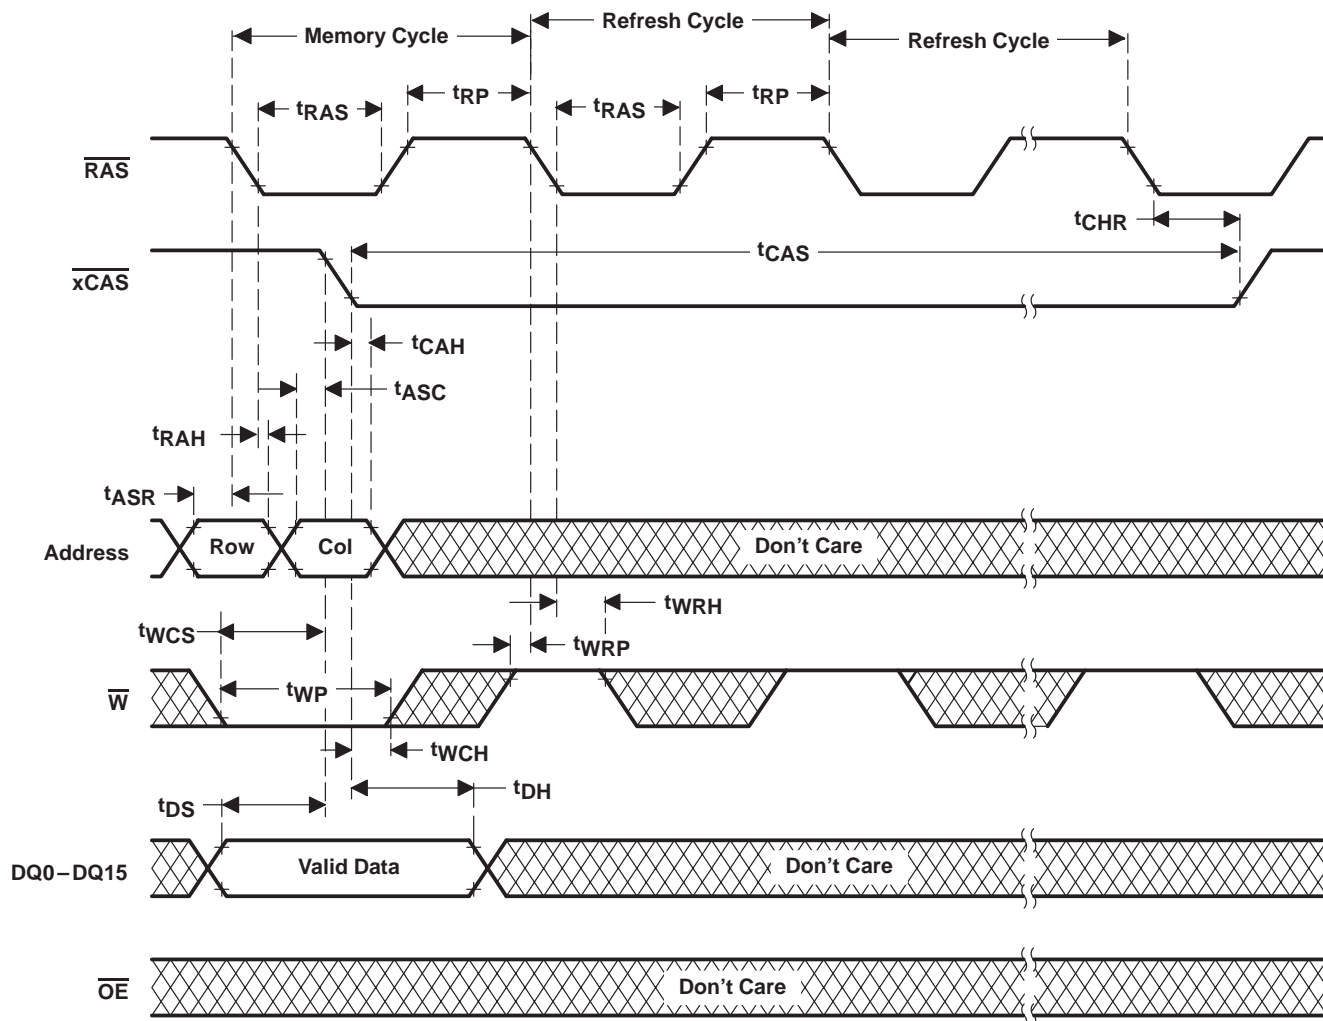 Memory Cycle
Refresh Cycle
Refresh Cycle
tRAS
tRP
tRAS
tRP
RAS
tCHR
tCAS
xCAS
tCAH
tASC
tRAH
tASR
Address
Row
Col
Don't Care
tWRH
tWCS
tWRP
W
tWP
tWCH
tDH
tDS
DQ0–DQ15
Valid Data
Don't Care
OE
Don't Care